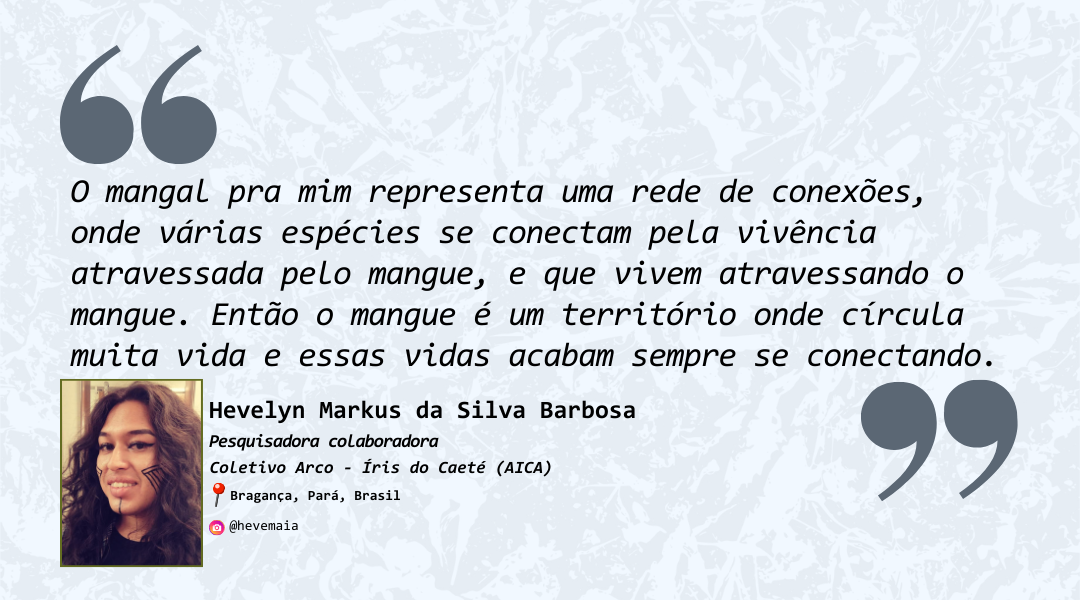 O mangal pra mim representa uma rede de conexões,
onde várias espécies se conectam pela vivência
atravessada pelo mangue, e que vivem atravessando o
mangue. Então o mangue é um território onde círcula
muita vida e essas vidas acabam sempre se conectando.
Hevelyn Markus da Silva Barbosa
Pesquisadora colaboradora
Coletivo Arco - Íris do Caeté (AICA)
Bragança, Pará, Brasil
@hevemaia